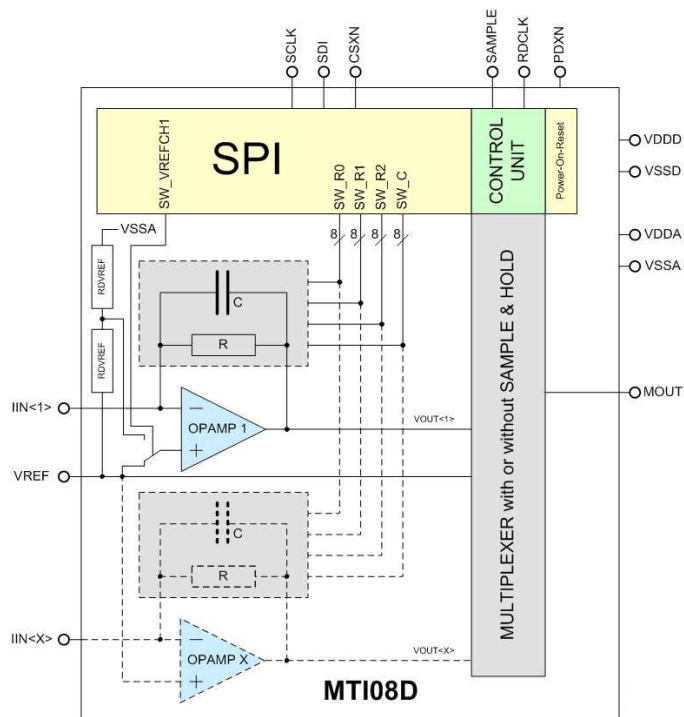 SCLK
SDI
CSXN
SAMPLE
RDCLK
PDXN
SPI
SW_VREFCH1
SW_R0
SW_R1
SW_R2
SW_C
CONTROL
UNIT
Power-On-Reset
VDDD
VSSD
VDDA
VSSA
VSSA
8
8
8
8
RDVREF
RDVREF
C
R
IIN<1>
OPAMP 1
VOUT<1>
MOUT
VREF
MULTIPLEXER with or without SAMPLE & HOLD
C
R
IIN<X>
OPAMP X
VOUT<X>
MTI08D